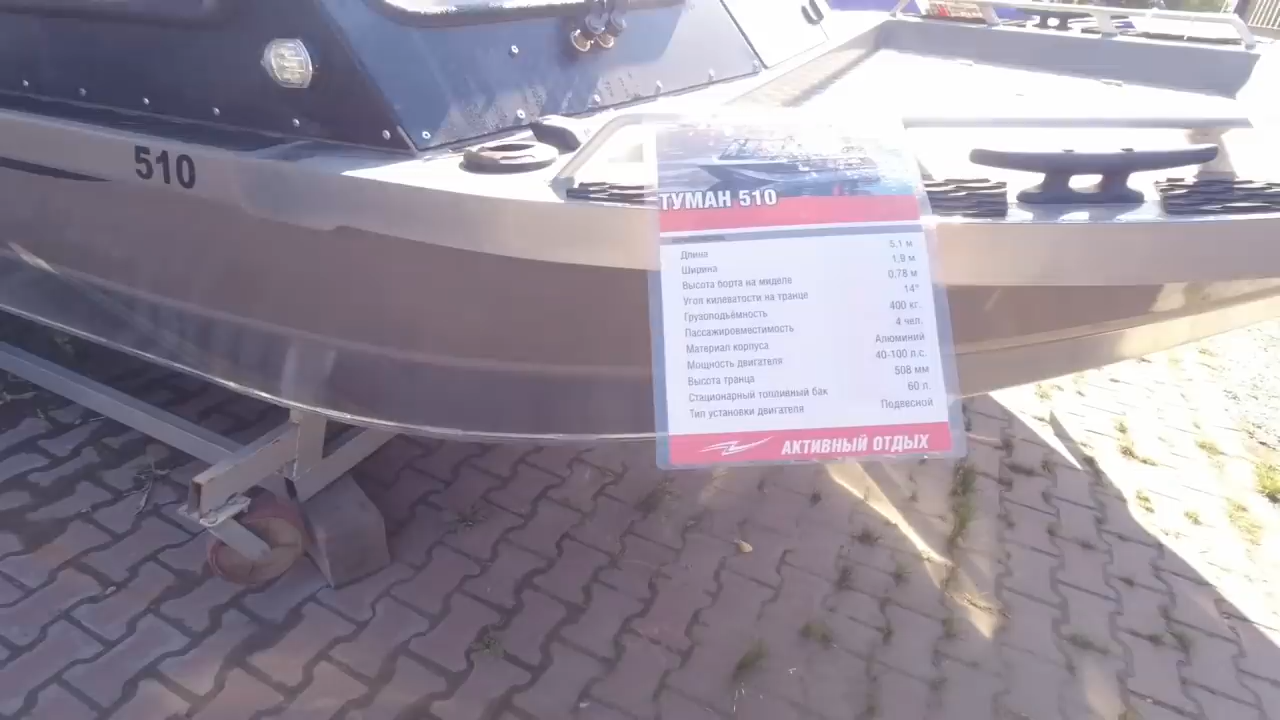 510
ТУМАН 510
Длина 5,1 м
Ширина 1,9 м
Высота борта на миделе 0,78 м
Угол килеватости на транце 14°
Грузоподъёмность 400 кг.
Пассажировместимость 4 чел.
Материал корпуса Алюминий
Мощность двигателя 40-100 л.с.
Высота транца 508 мм
Стационарный топливный бак 60 л.
Тип установки двигателя Подвесной
АКТИВНЫЙ ОТДЫХ